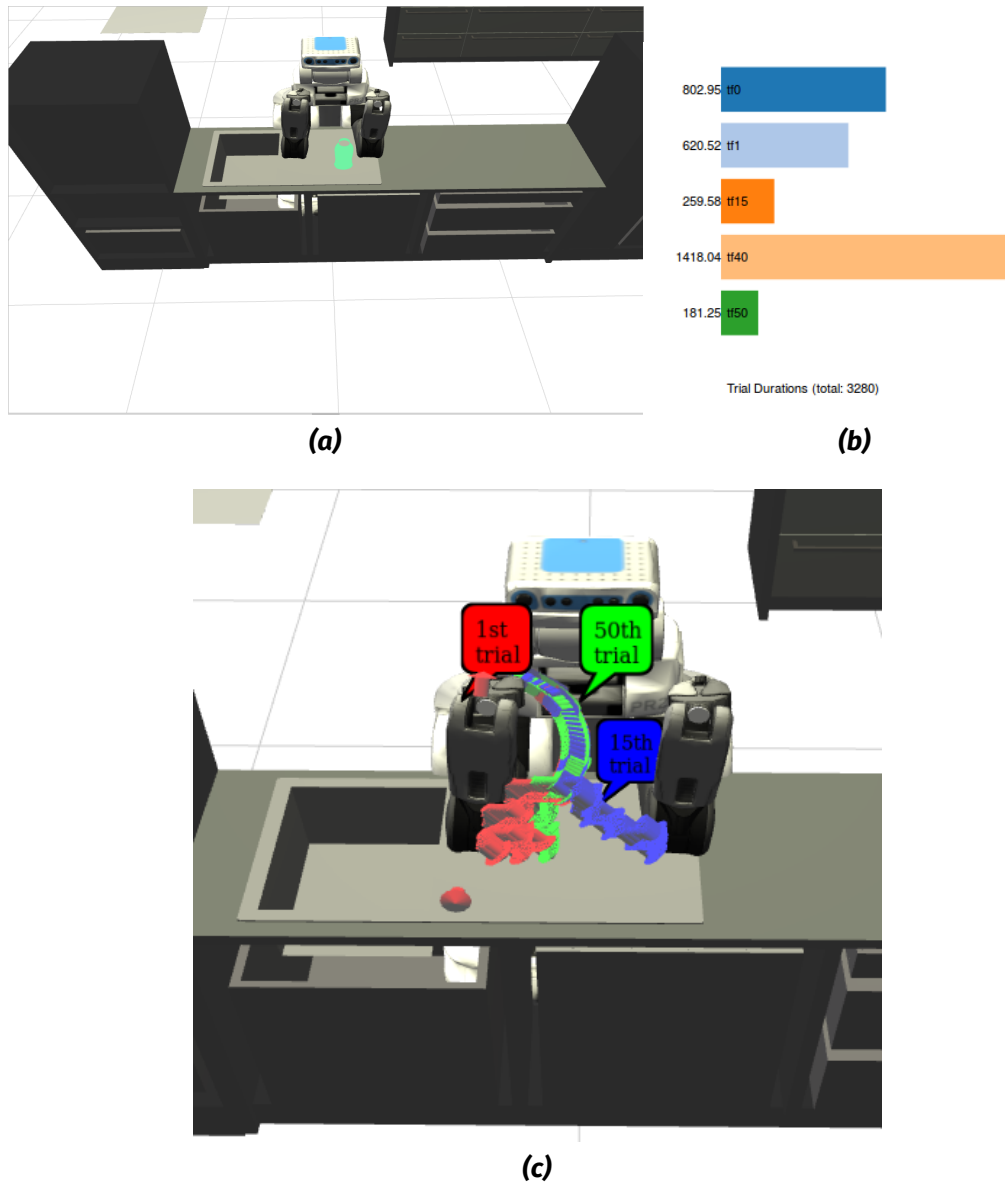 802.95 tf0
620.52 tf1
259.58 tf15
1418.04 tf40
181.25 tf50
Trial Durations (total: 3280)
(a)
(b)
1st
trial
50th
trial
PR2
15th
trial
(c)